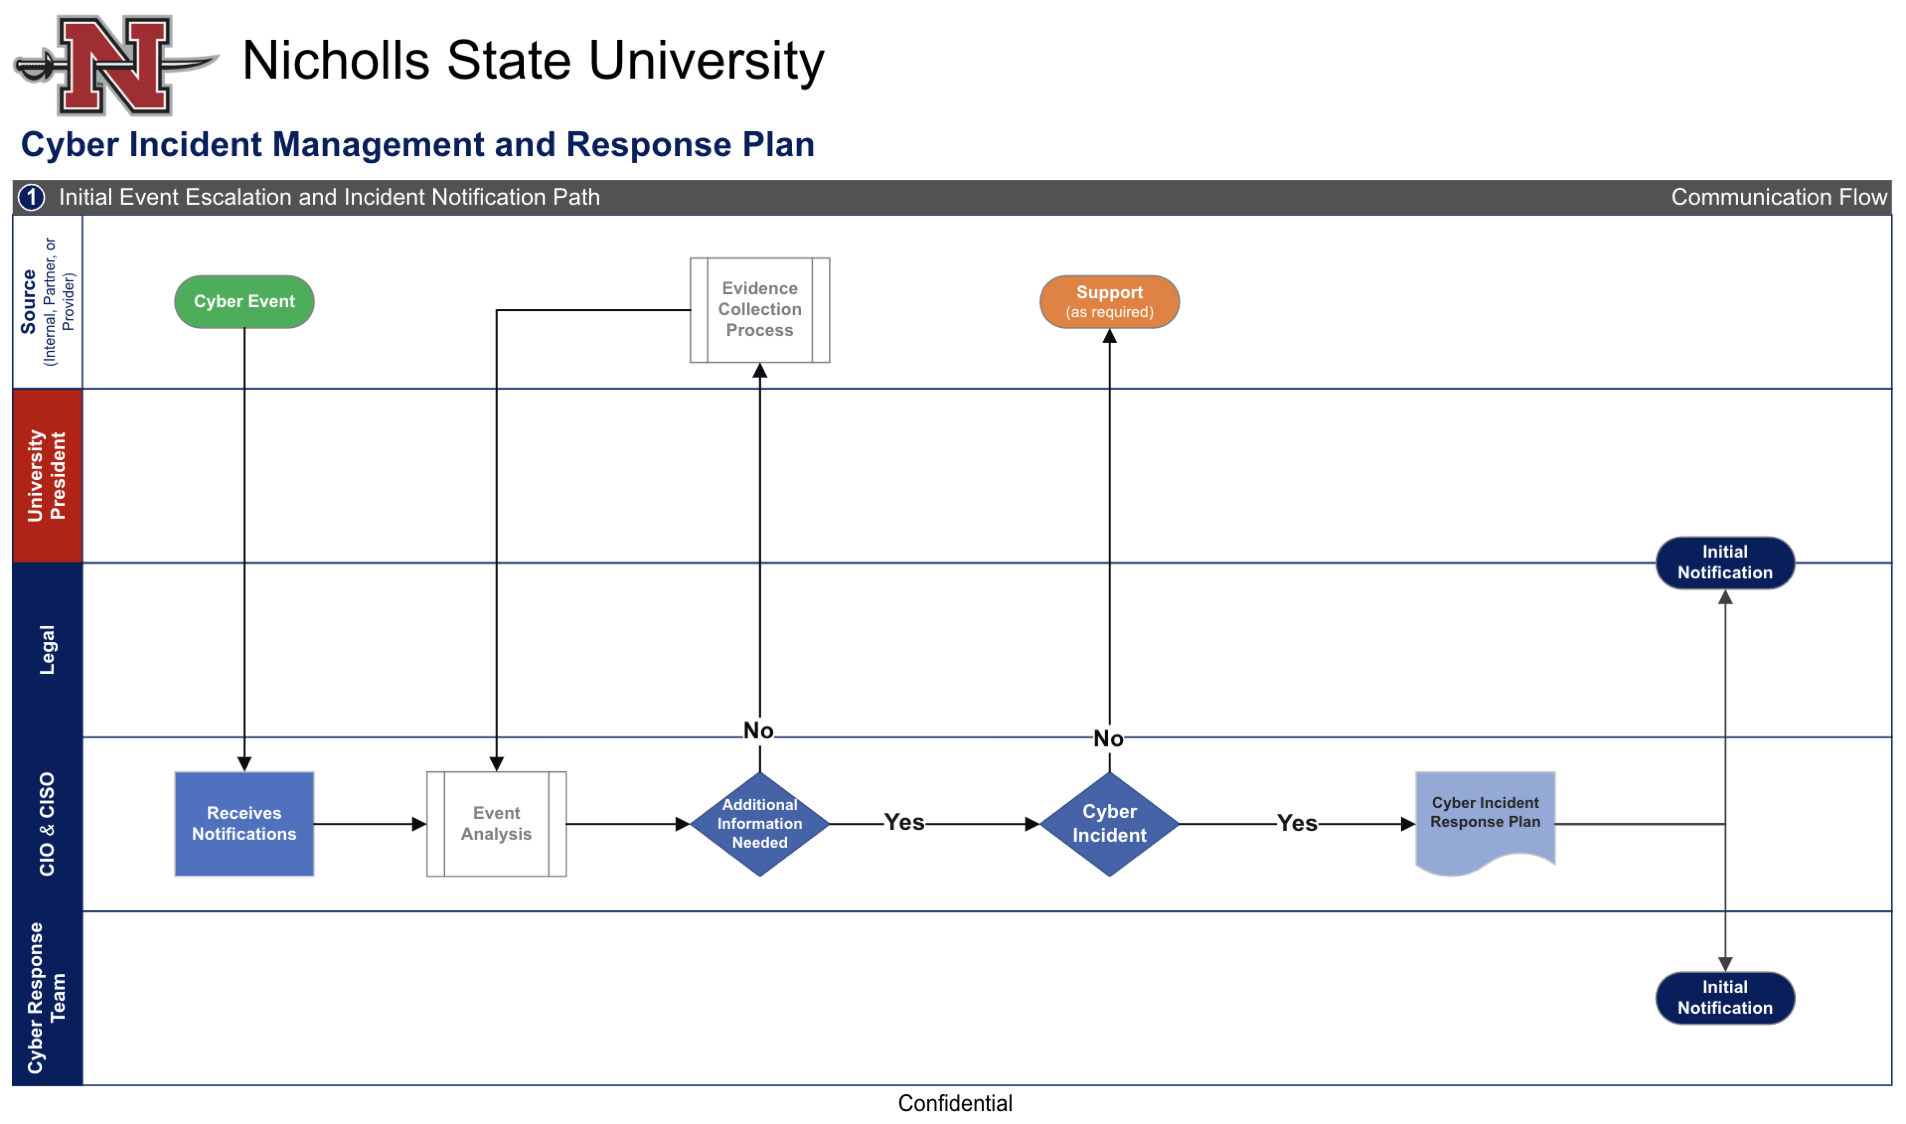 N
Nicholls State University
Cyber Incident Management and Response Plan
1 Initial Event Escalation and Incident Notification Path
Communication Flow
Source
(Internal, Partner, or
Provider)
Cyber Event
Evidence
Collection
Process
Support
(as required)
University
President
Initial
Notification
Legal
No
No
CIO & CISO
Receives
Notifications
Event
Analysis
Additional
Information
Needed
Yes
Cyber
Incident
Yes
Cyber Incident
Response Plan
Cyber Response
Team
Initial
Notification
Confidential